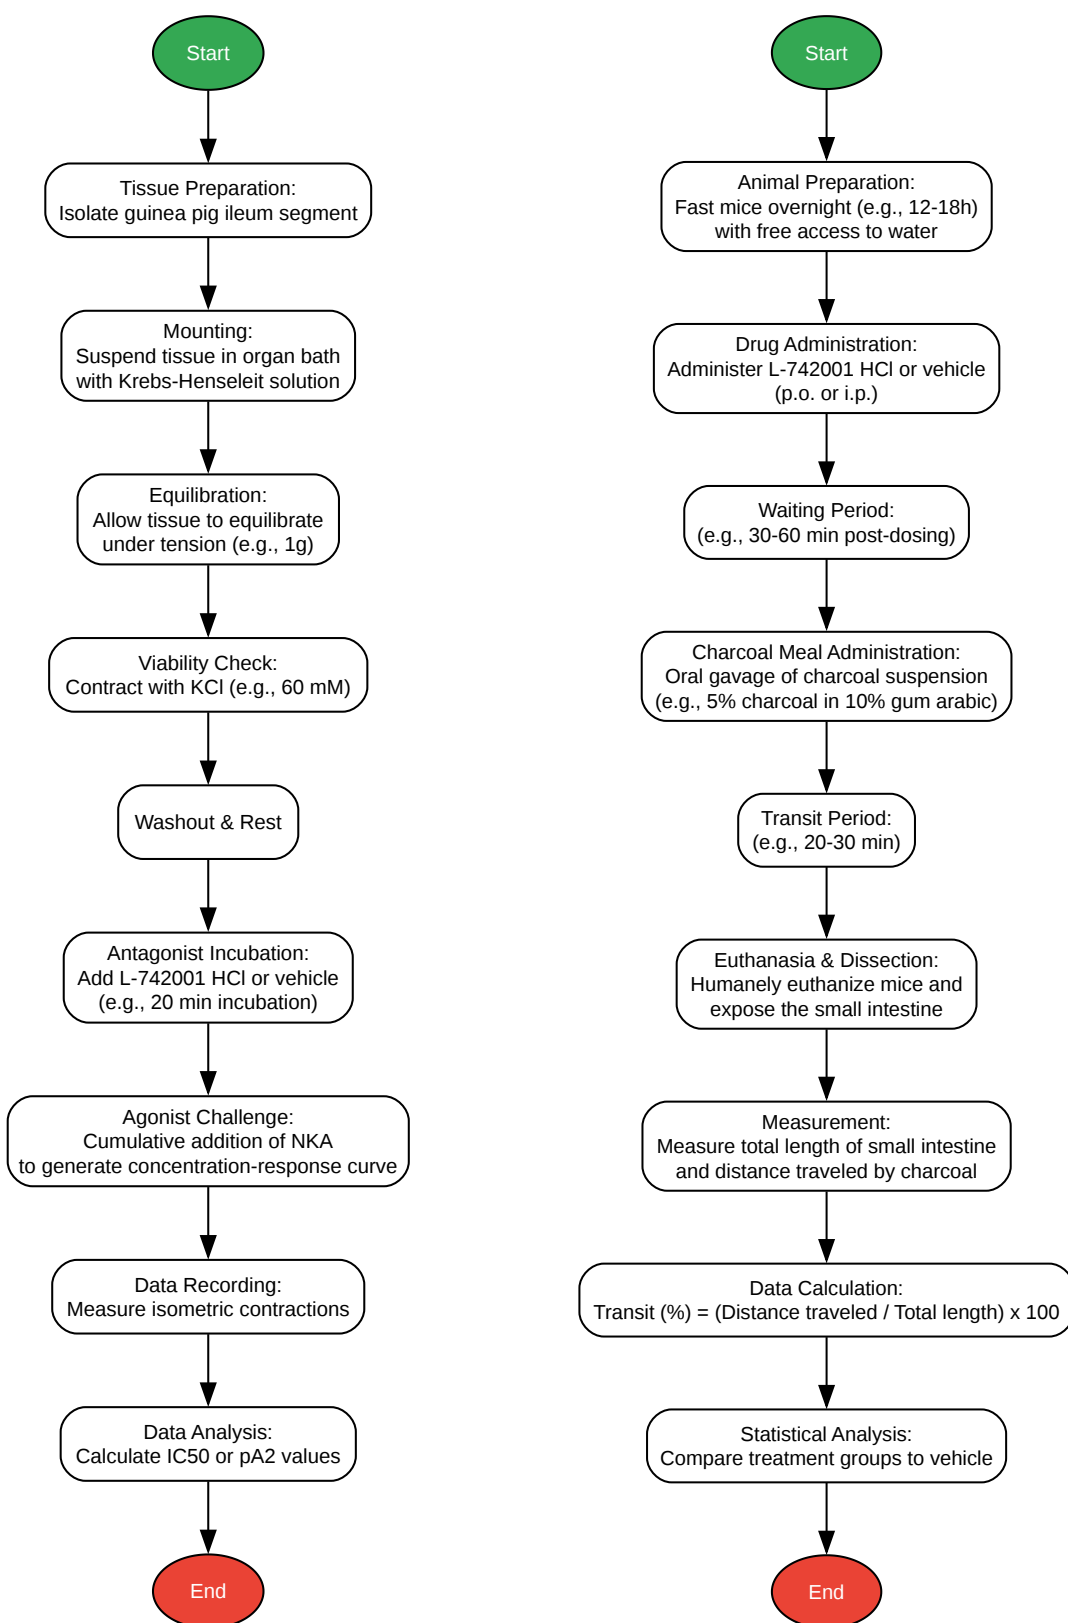 Start
Tissue Preparation:
Isolate guinea pig ileum segment
Mounting:
Suspend tissue in organ bath
with Krebs-Henseleit solution
Equilibration:
Allow tissue to equilibrate
under tension (e.g., 1g)
Viability Check:
Contract with KCl (e.g., 60 mM)
Washout & Rest
Antagonist Incubation:
Add L-742001 HCl or vehicle
(e.g., 20 min incubation)
Agonist Challenge:
Cumulative addition of NKA
to generate concentration-response curve
Data Recording:
Measure isometric contractions
Data Analysis:
Calculate IC50 or pA2 values
End
Start
Animal Preparation:
Fast mice overnight (e.g., 12-18h)
with free access to water
Drug Administration:
Administer L-742001 HCl or vehicle
(p.o. or i.p.)
Waiting Period:
(e.g., 30-60 min post-dosing)
Charcoal Meal Administration:
Oral gavage of charcoal suspension
(e.g., 5% charcoal in 10% gum arabic)
Transit Period:
(e.g., 20-30 min)
Euthanasia & Dissection:
Humanely euthanize mice and
expose the small intestine
Measurement:
Measure total length of small intestine
and distance traveled by charcoal
Data Calculation:
Transit (%) = (Distance traveled / Total length) x 100
Statistical Analysis:
Compare treatment groups to vehicle
End